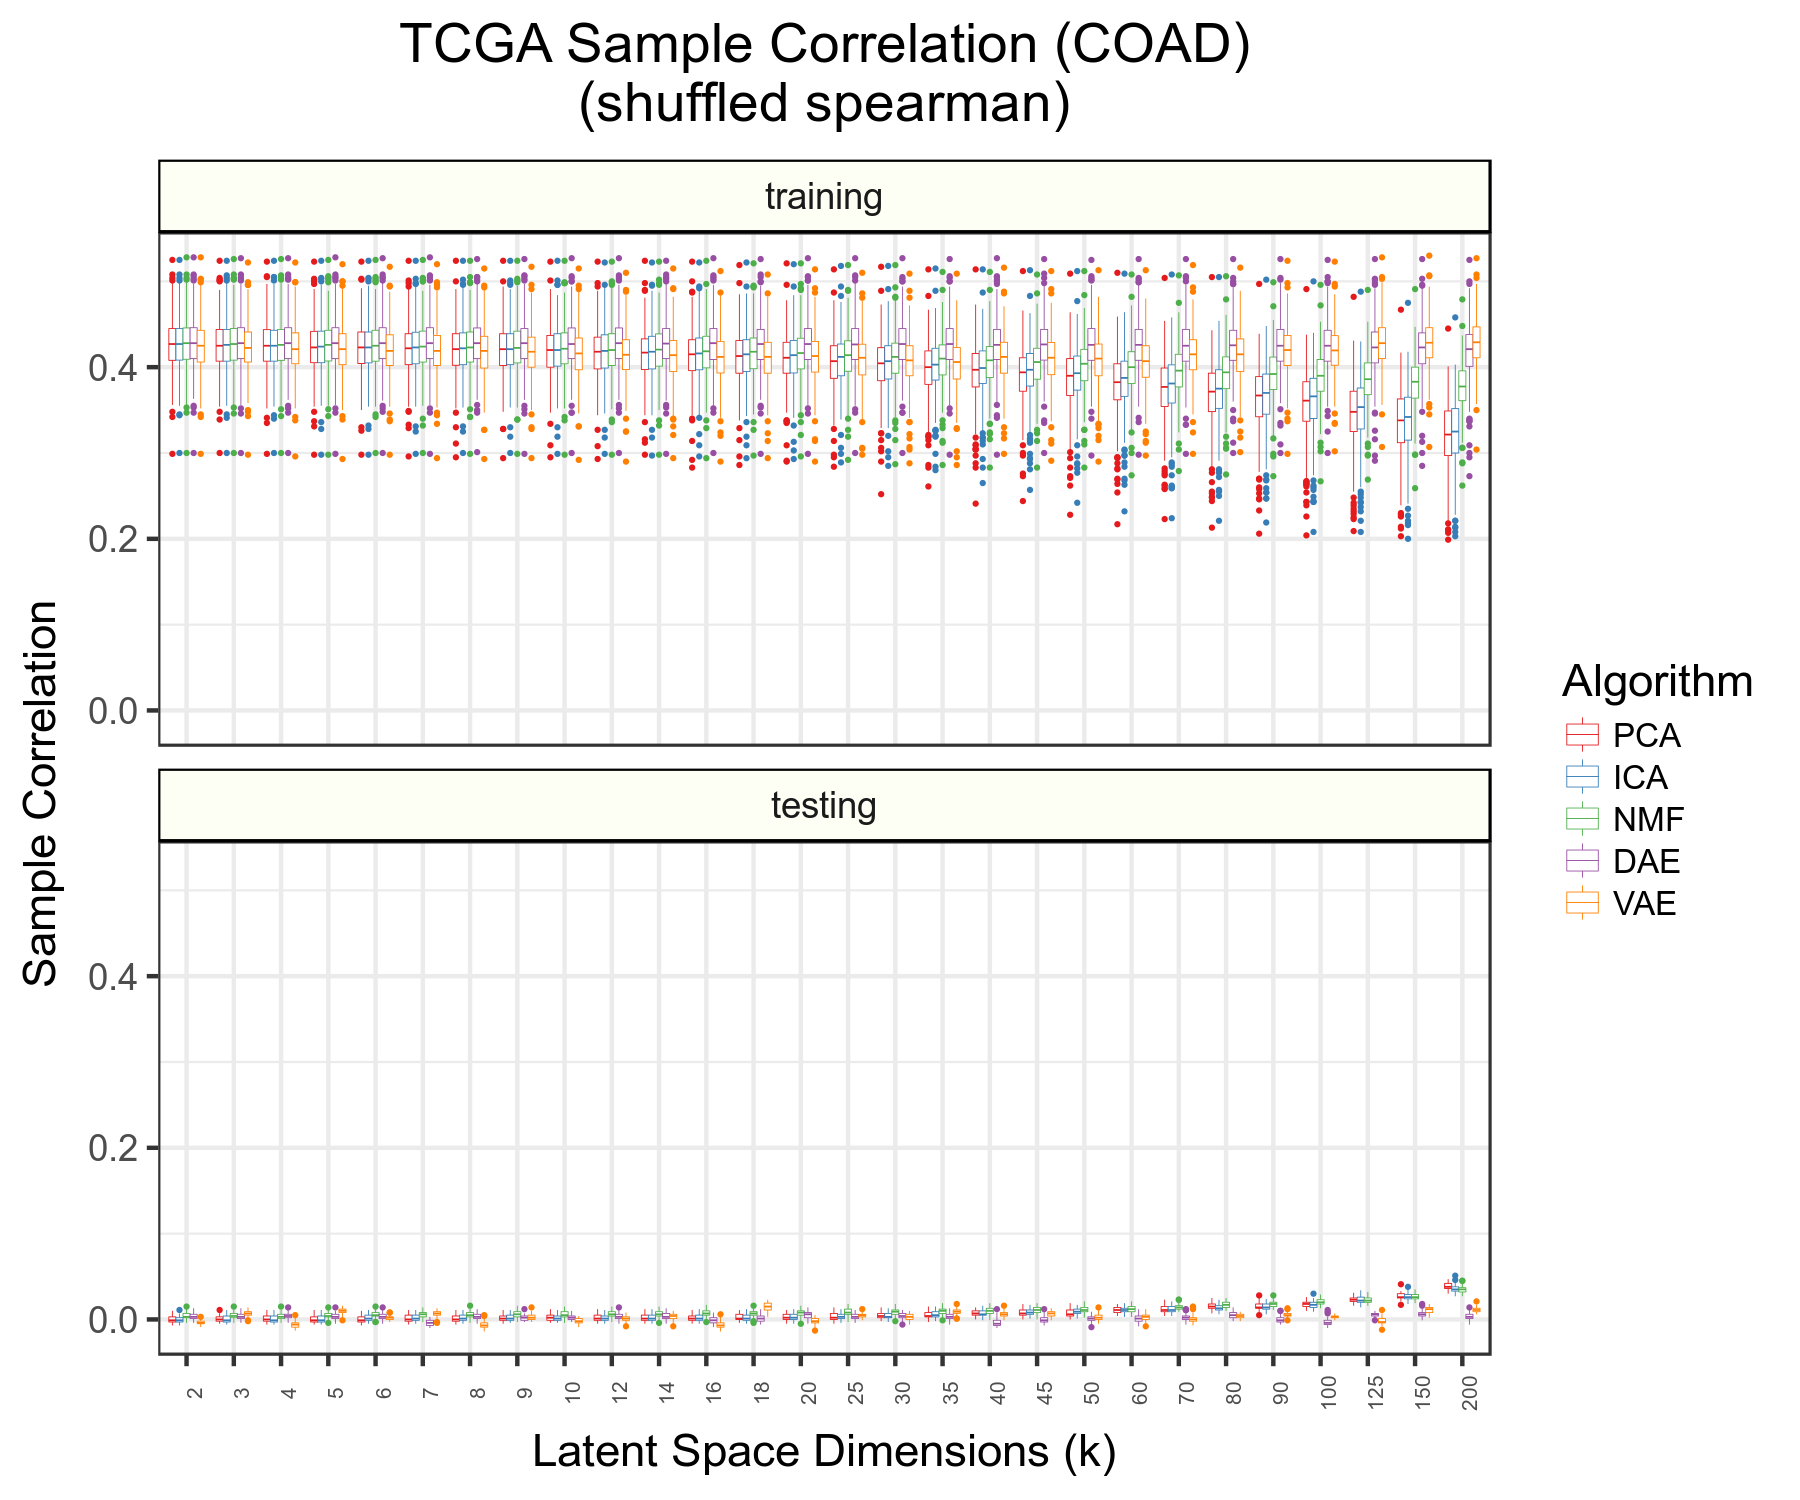 TCGA Sample Correlation (COAD)
(shuffled spearman)
training
0.4
0.2
0.0
testing
0.4
0.2
0.0
Sample Correlation
2 3 4 5 6 7 8 9 10 12 14 16 18 20 25 30 35 40 45 50 60 70 80 90 100 125 150 200
Latent Space Dimensions (k)
Algorithm
PCA
ICA
NMF
DAE
VAE